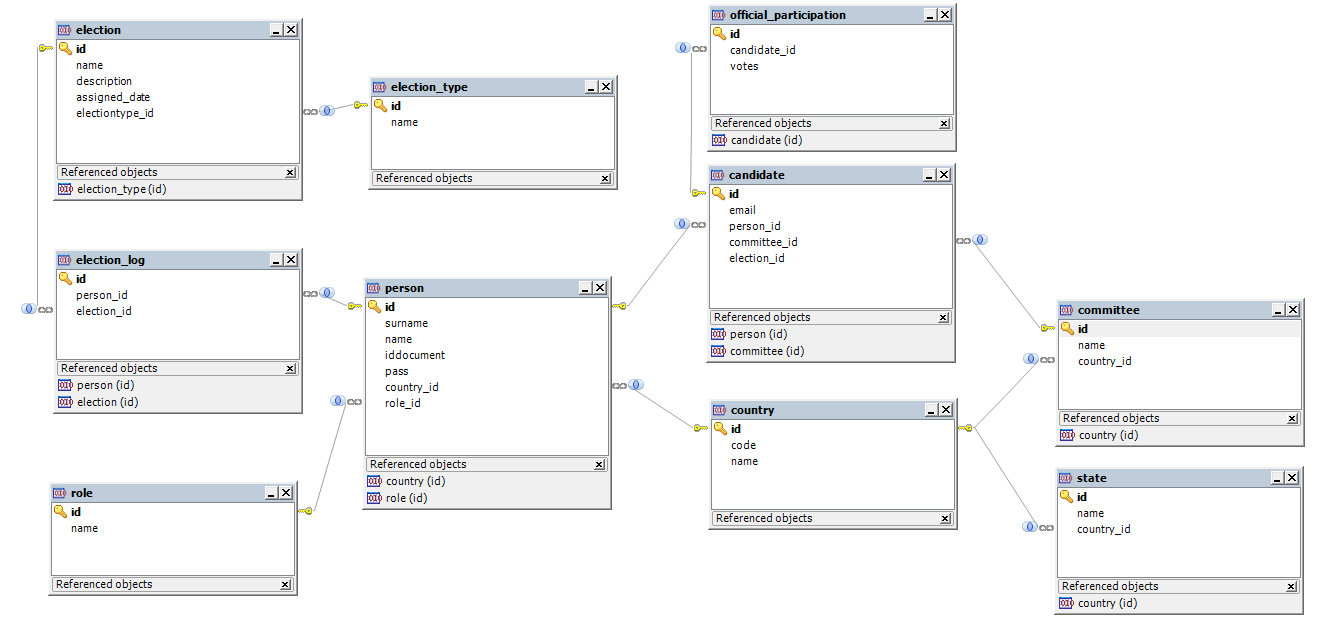 election
id
name
description
assigned_date
electiontype_id
Referenced objects
election_type (id)
election_type
id
name
Referenced objects
official_participation
id
candidate_id
votes
Referenced objects
candidate (id)
candidate
id
email
person_id
committee_id
election_id
Referenced objects
person (id)
committee (id)
election_log
id
person_id
election_id
Referenced objects
person (id)
election (id)
person
id
surname
name
iddocument
pass
country_id
role_id
Referenced objects
country (id)
role (id)
committee
id
name
country_id
Referenced objects
country (id)
country
id
code
name
Referenced objects
role
id
name
Referenced objects
state
id
name
country_id
Referenced objects
country (id)